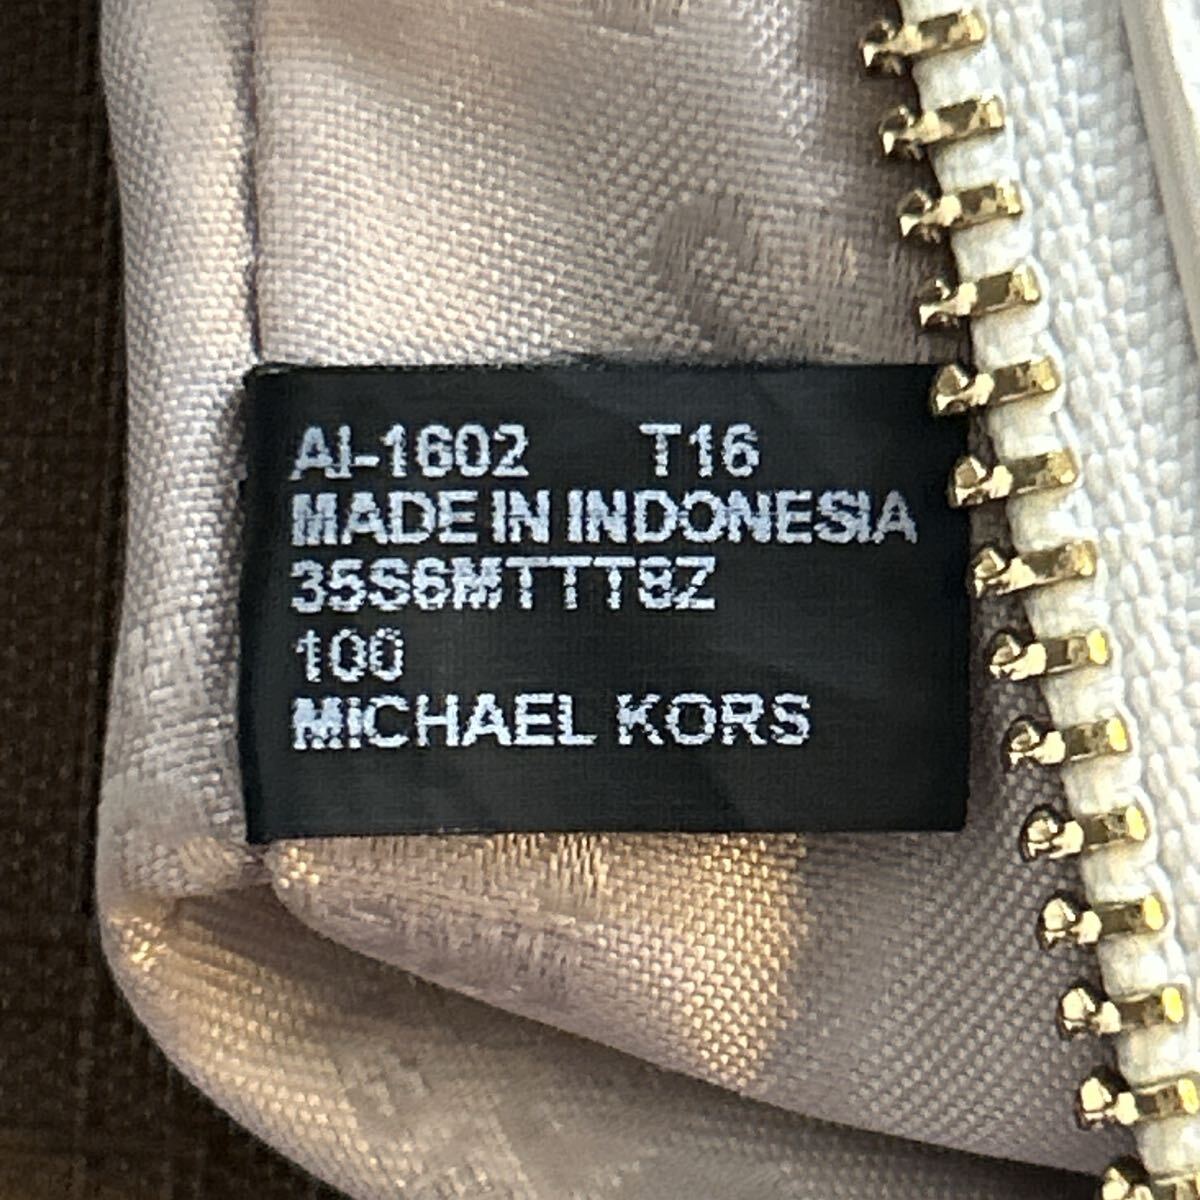 AI-1602 T16
MADE IN INDONESIA
35S6MTTT8Z
100
MICHAEL KORS